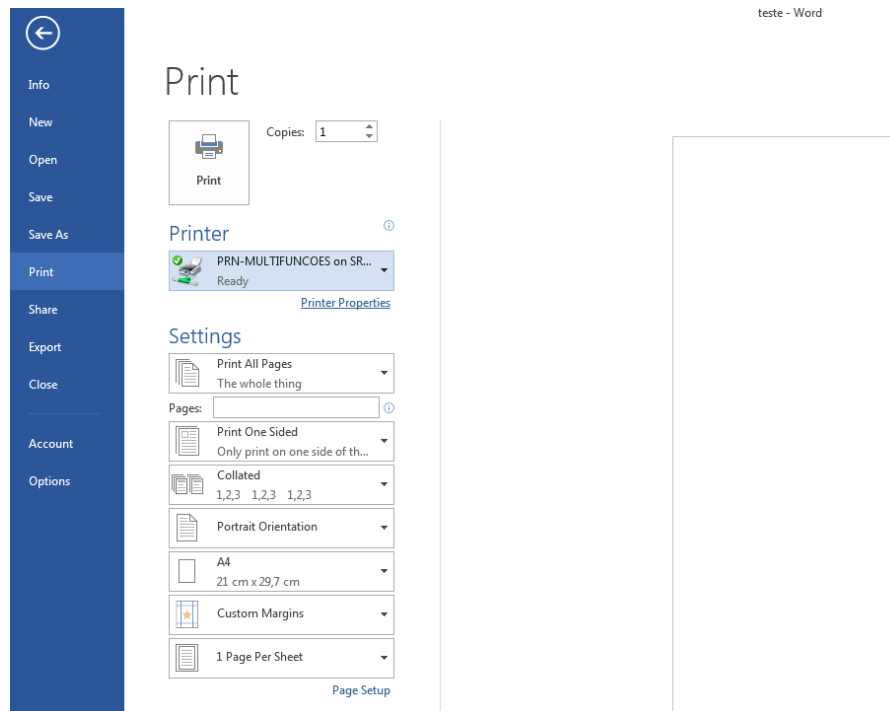 teste - Word
Info
New
Open
Save
Save As
Print
Share
Export
Close
Account
Options
Print
Print
Copies: 1
Printer
PRN-MULTIFUNCOES on SR...
Ready
Printer Properties
Settings
Print All Pages
The whole thing
Pages:
Print One Sided
Only print on one side of th...
Collated
1,2,3 1,2,3 1,2,3
Portrait Orientation
A4
21 cm x 29,7 cm
Custom Margins
1 Page Per Sheet
Page Setup